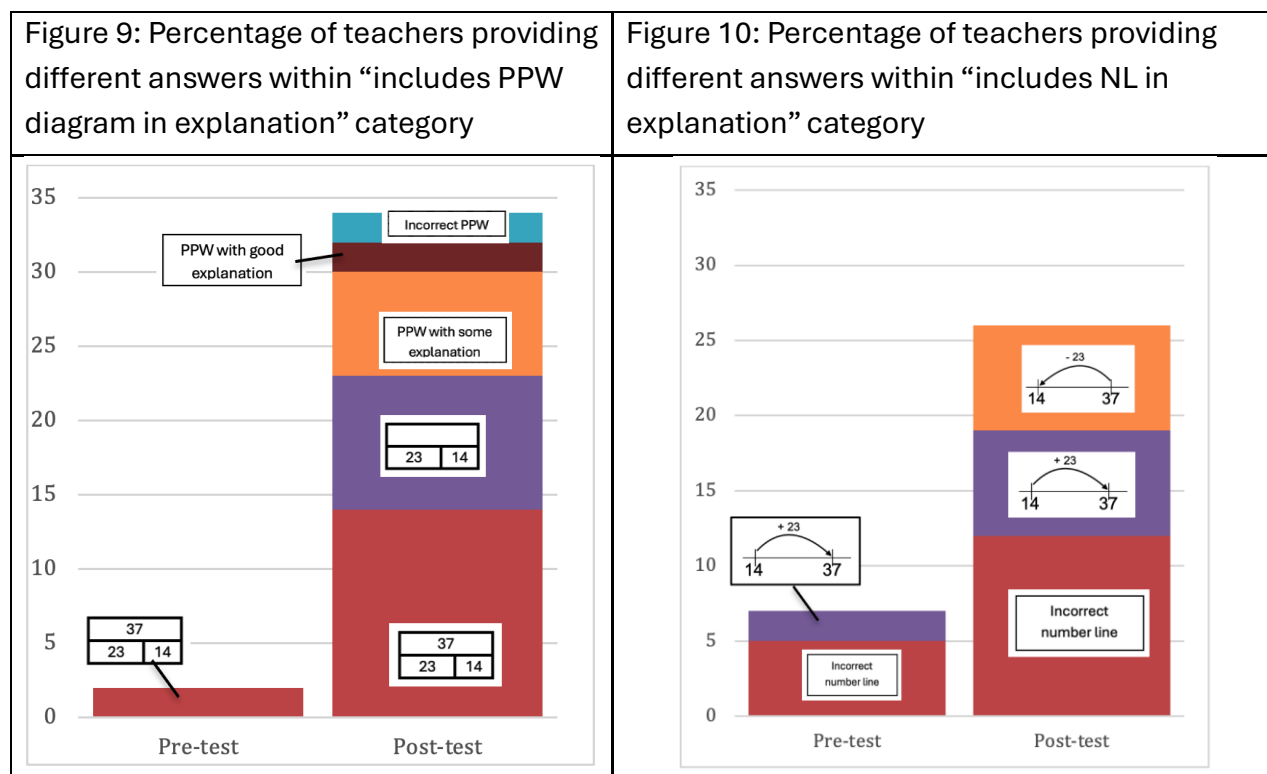 Figure 9: Percentage of teachers providing
different answers within “includes PPW
diagram in explanation” category
Figure 10: Percentage of teachers providing
different answers within “includes NL in
explanation” category
35
30
25
20
15
10
5
0
Incorrect PPW
PPW with good
explanation
PPW with some
explanation
23 14
37
23 14
37
23 14
Pre-test Post-test
35
30
25
20
15
10
5
0
- 23
14 37
+ 23
14 37
+ 23
14 37
Incorrect
number line
Incorrect
number line
Pre-test Post-test